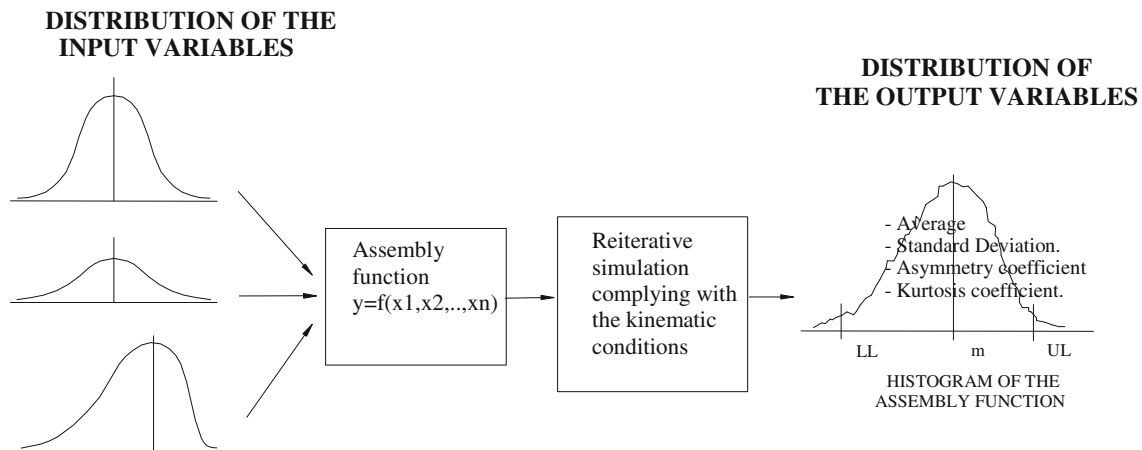 DISTRIBUTION OF THE
INPUT VARIABLES
DISTRIBUTION OF
THE OUTPUT VARIABLES
Assembly
function
y=f(x1,x2,..,xn)
Reiterative
simulation
complying with
the kinematic
conditions
- Average
- Standard Deviation.
- Asymmetry coefficient
- Kurtosis coefficient.
LL m UL
HISTOGRAM OF THE
ASSEMBLY FUNCTION